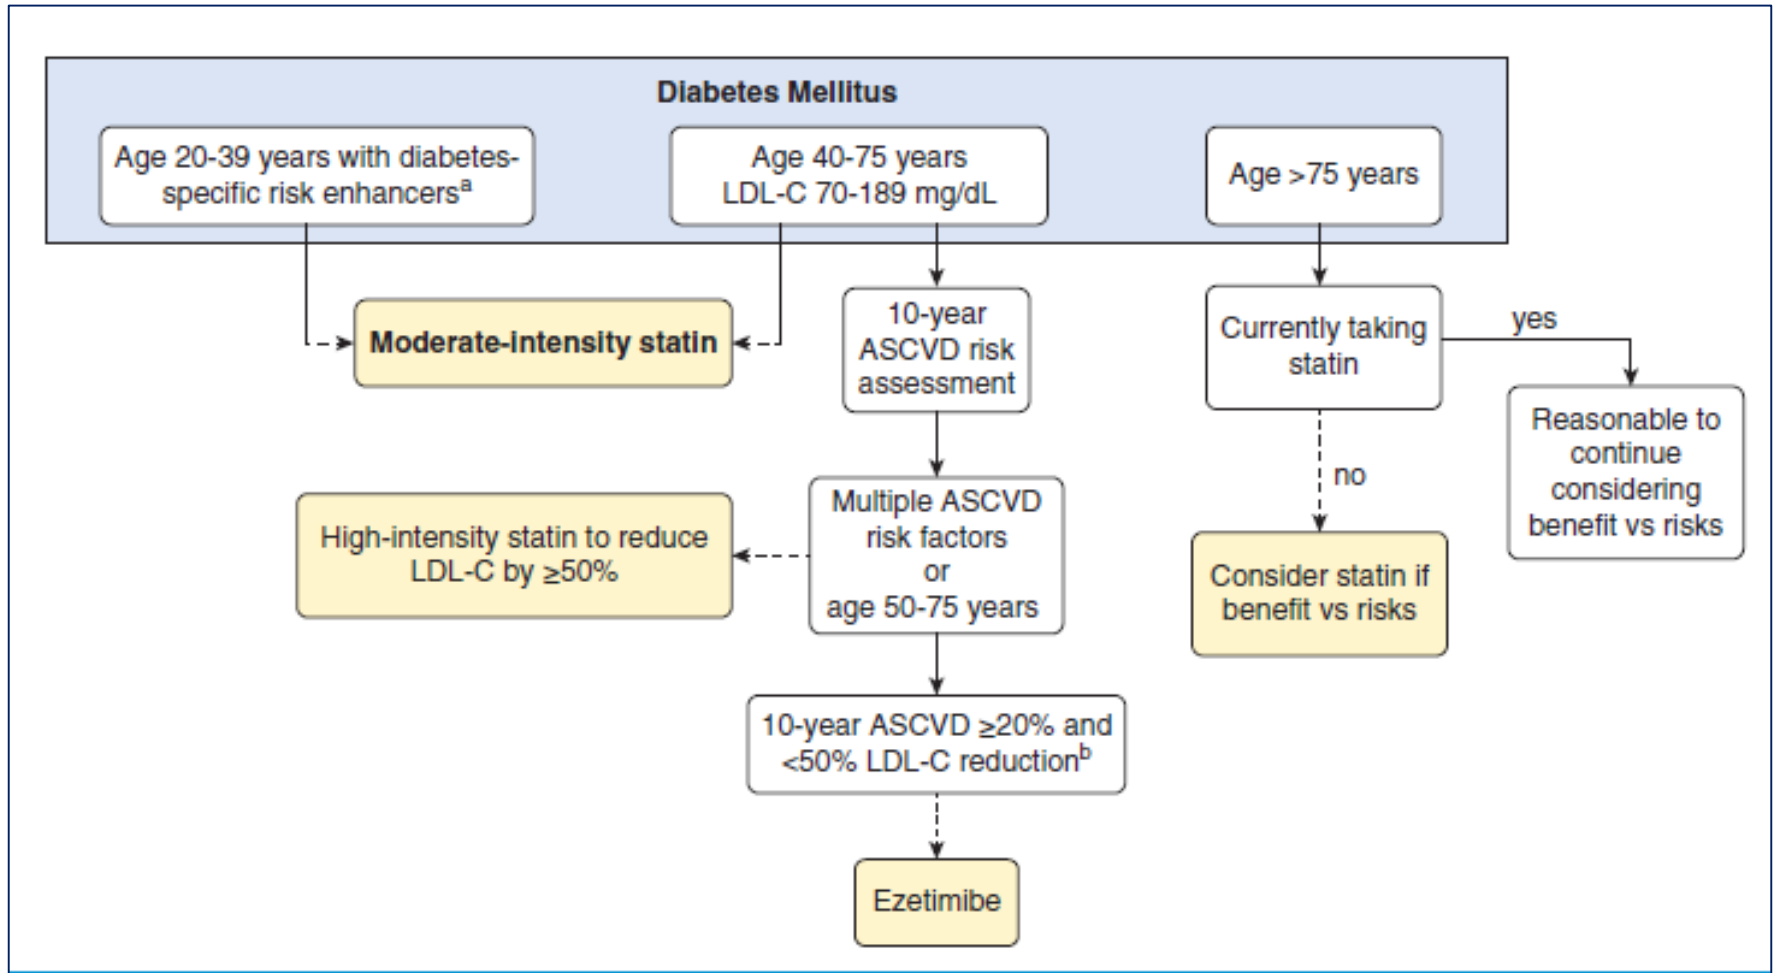 Diabetes Mellitus
Age 20-39 years with diabetes-
specific risk enhancersᵃ
Age 40-75 years
LDL-C 70-189 mg/dL
Age >75 years
Moderate-intensity statin
10-year
ASCVD risk
assessment
Currently taking
statin
yes
Reasonable to
continue
considering
benefit vs risks
no
High-intensity statin to reduce
LDL-C by ≥50%
Multiple ASCVD
risk factors
or
age 50-75 years
Consider statin if
benefit vs risks
10-year ASCVD ≥20% and
<50% LDL-C reductionᵇ
Ezetimibe